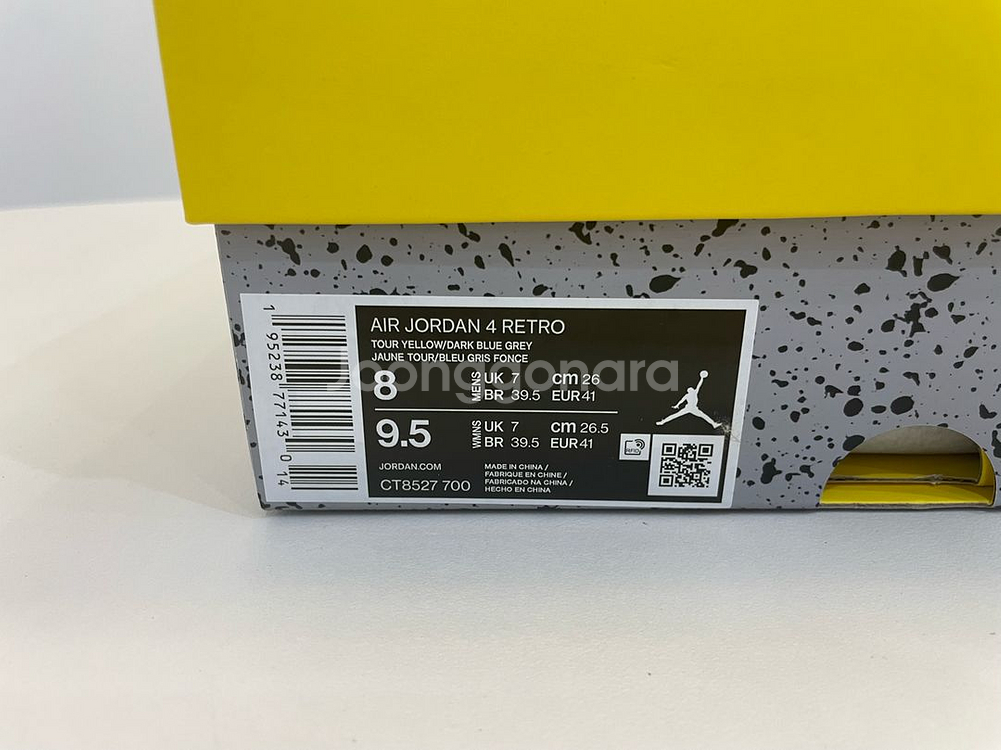 AIR JORDAN 4 RETRO
TOUR YELLOW/DARK BLUE GREY
JAUNE TOUR/BLEU GRIS FONCE
8 MENS UK 7 cm 26
BR 39.5 EUR 41
9.5 WMNS UK 7 cm 26.5
BR 39.5 EUR 41
JORDAN.COM
CT8527 700
MADE IN CHINA /
FABRIQUE EN CHINE /
FABRICADO NA CHINA /
HECHO EN CHINA
RFID
1 95238 77143 0 14
Joonggonara